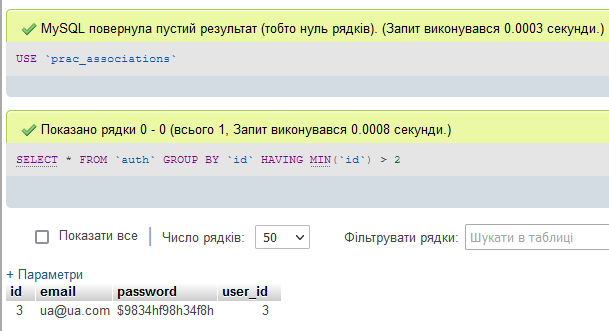 MySQL повернула пустий результат (тобто нуль рядків). (Запит виконувався 0.0003 секунди.)
USE `prac_associations`
Показано рядки 0 - 0 (всього 1, Запит виконувався 0.0008 секунди.)
SELECT * FROM `auth` GROUP BY `id` HAVING MIN(`id`) > 2
Показати все | Число рядків: 50 Фільтрувати рядки: Шукати в таблиці
+ Параметри
id email password user_id
3 ua@ua.com $9834hf98h34f8h 3